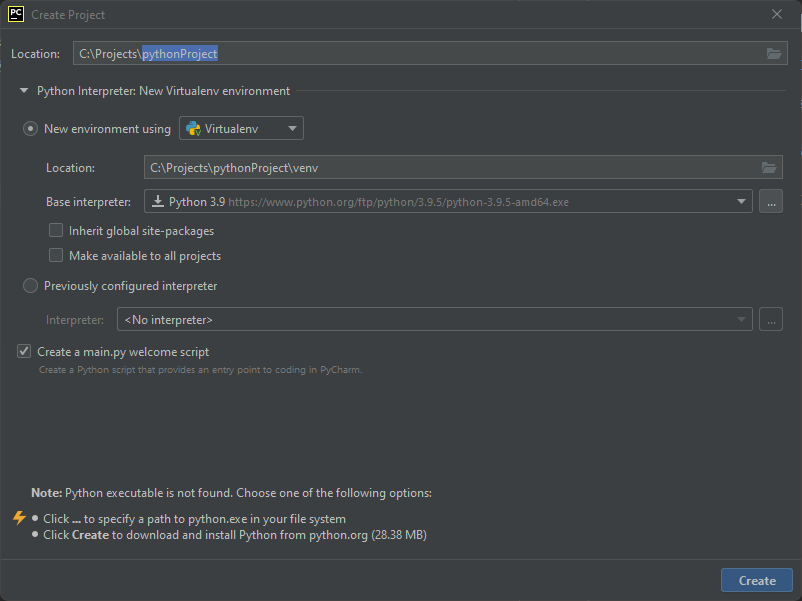 PC Create Project
Location: C:\Projects\pythonProject
Python Interpreter: New Virtualenv environment
New environment using Virtualenv
Location: C:\Projects\pythonProject\venv
Base interpreter: Python 3.9 https://www.python.org/ftp/python/3.9.5/python-3.9.5-amd64.exe ...
Inherit global site-packages
Make available to all projects
Previously configured interpreter
Interpreter: <No interpreter> ...
Create a main.py welcome script
Create a Python script that provides an entry point to coding in PyCharm.
Note: Python executable is not found. Choose one of the following options:
• Click ... to specify a path to python.exe in your file system
• Click Create to download and install Python from python.org (28.38 MB)
Create